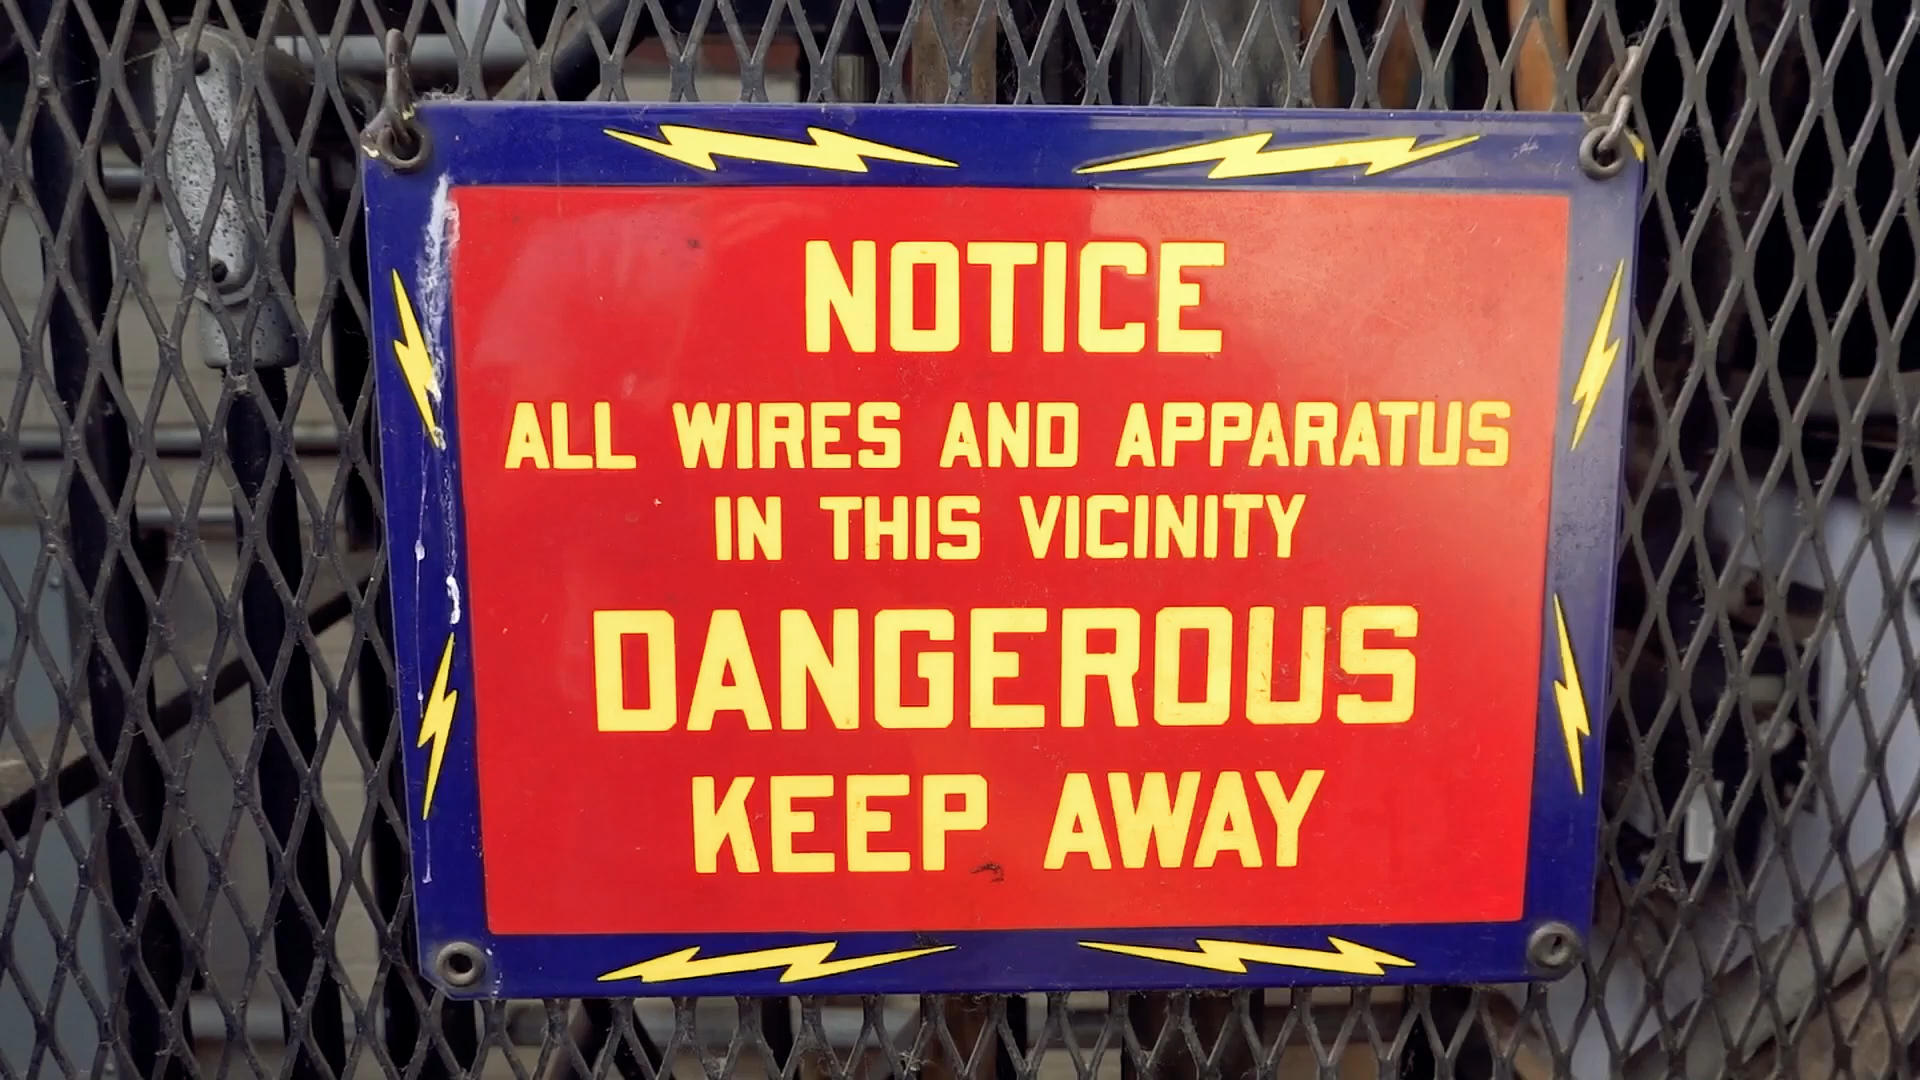 NOTICE
ALL WIRES AND APPARATUS
IN THIS VICINITY
DANGEROUS
KEEP AWAY